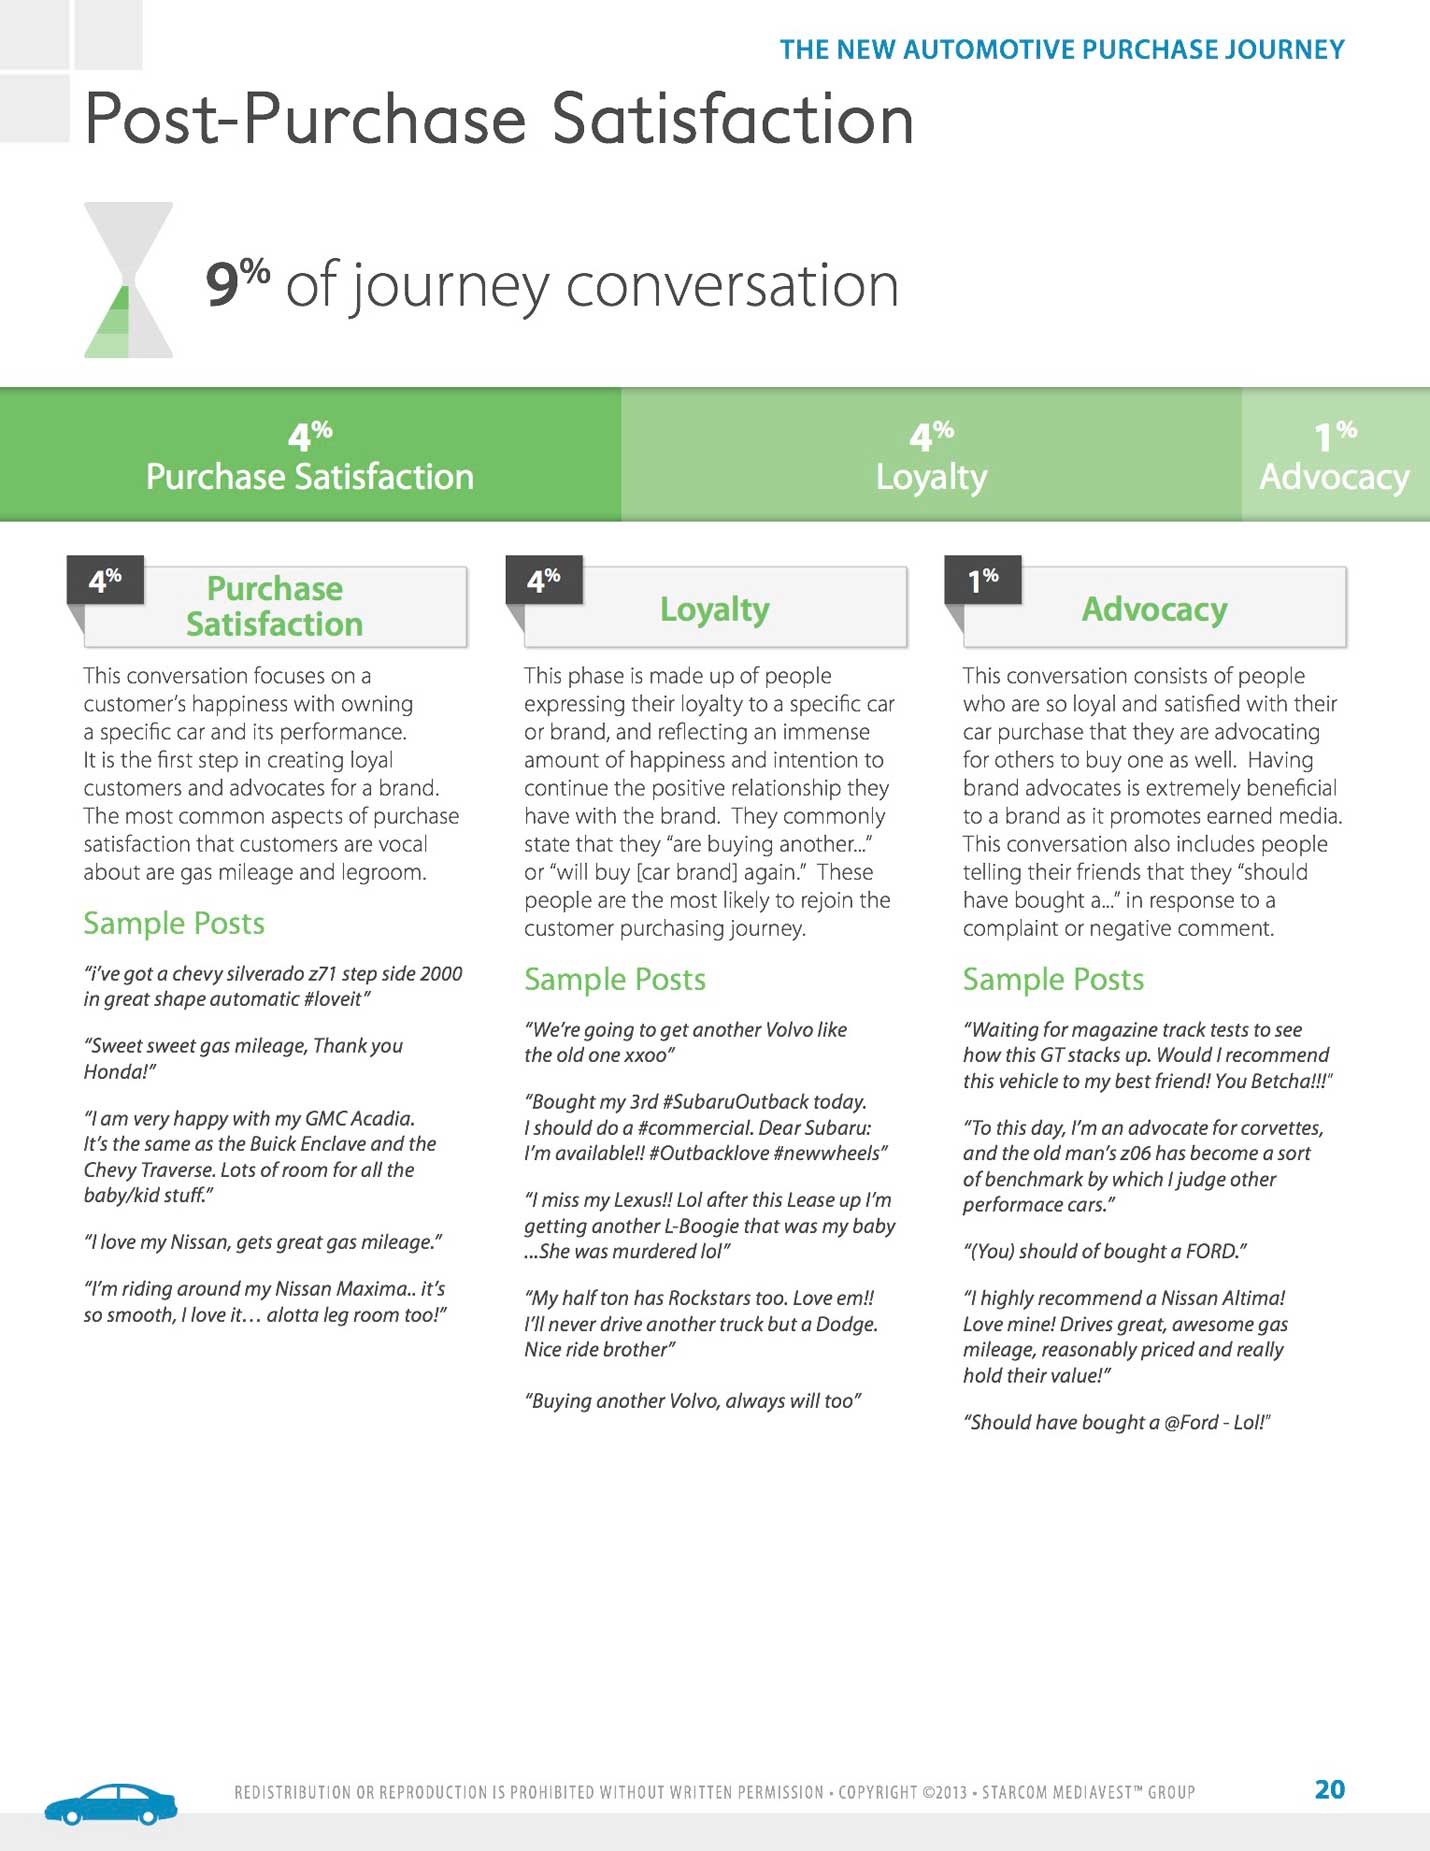 THE NEW AUTOMOTIVE PURCHASE JOURNEY
Post-Purchase Satisfaction
9% of journey conversation
4%
Purchase Satisfaction
4%
Loyalty
1%
Advocacy
4%
Purchase
Satisfaction
This conversation focuses on a
customer's happiness with owning
a specific car and its performance.
It is the first step in creating loyal
customers and advocates for a brand.
The most common aspects of purchase
satisfaction that customers are vocal
about are gas mileage and legroom.
Sample Posts
“i’ve got a chevy silverado z71 step side 2000
in great shape automatic #loveit”
“Sweet sweet gas mileage, Thank you
Honda!”
“I am very happy with my GMC Acadia.
It’s the same as the Buick Enclave and the
Chevy Traverse. Lots of room for all the
baby/kid stuff.”
“I love my Nissan, gets great gas mileage.”
“I’m riding around my Nissan Maxima.. it’s
so smooth, I love it… alotta leg room too!”
4%
Loyalty
This phase is made up of people
expressing their loyalty to a specific car
or brand, and reflecting an immense
amount of happiness and intention to
continue the positive relationship they
have with the brand.  They commonly
state that they “are buying another...”
or “will buy [car brand] again.”  These
people are the most likely to rejoin the
customer purchasing journey.
Sample Posts
“We’re going to get another Volvo like
the old one xxoo”
“Bought my 3rd #SubaruOutback today.
I should do a #commercial. Dear Subaru:
I’m available!! #Outbacklove #newwheels”
“I miss my Lexus!! Lol after this Lease up I’m
getting another L-Boogie that was my baby
...She was murdered lol”
“My half ton has Rockstars too. Love em!!
I’ll never drive another truck but a Dodge.
Nice ride brother”
“Buying another Volvo, always will too”
1%
Advocacy
This conversation consists of people
who are so loyal and satisfied with their
car purchase that they are advocating
for others to buy one as well.  Having
brand advocates is extremely beneficial
to a brand as it promotes earned media.
This conversation also includes people
telling their friends that they “should
have bought a...” in response to a
complaint or negative comment.
Sample Posts
“Waiting for magazine track tests to see
how this GT stacks up. Would I recommend
this vehicle to my best friend! You Betcha!!!"
“To this day, I’m an advocate for corvettes,
and the old man’s z06 has become a sort
of benchmark by which I judge other
performace cars.”
“(You) should of bought a FORD.”
“I highly recommend a Nissan Altima!
Love mine! Drives great, awesome gas
mileage, reasonably priced and really
hold their value!”
“Should have bought a @Ford - Lol!"
REDISTRIBUTION OR REPRODUCTION IS PROHIBITED WITHOUT WRITTEN PERMISSION • COPYRIGHT ©2013 • STARCOM MEDIAVEST™ GROUP
20